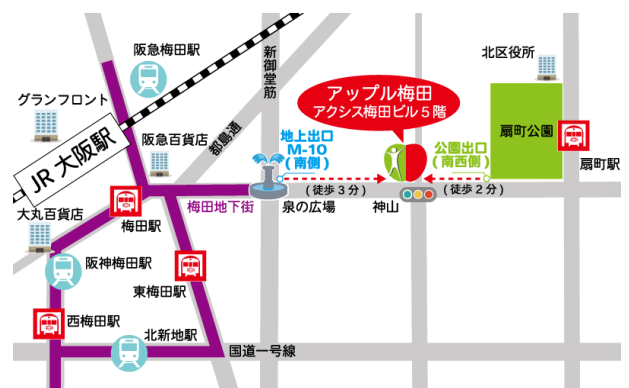 阪急梅田駅
新御堂筋
北区役所
グランフロント
アップル梅田
アクシス梅田ビル5階
JR 大阪駅
阪急百貨店
都島通
地上出口
M-10
(南側)
公園出口
(南西側)
扇町公園
扇町駅
(徒歩3分)
(徒歩2分)
大丸百貨店
梅田駅
梅田地下街
泉の広場
神山
阪神梅田駅
東梅田駅
西梅田駅
北新地駅
国道一号線